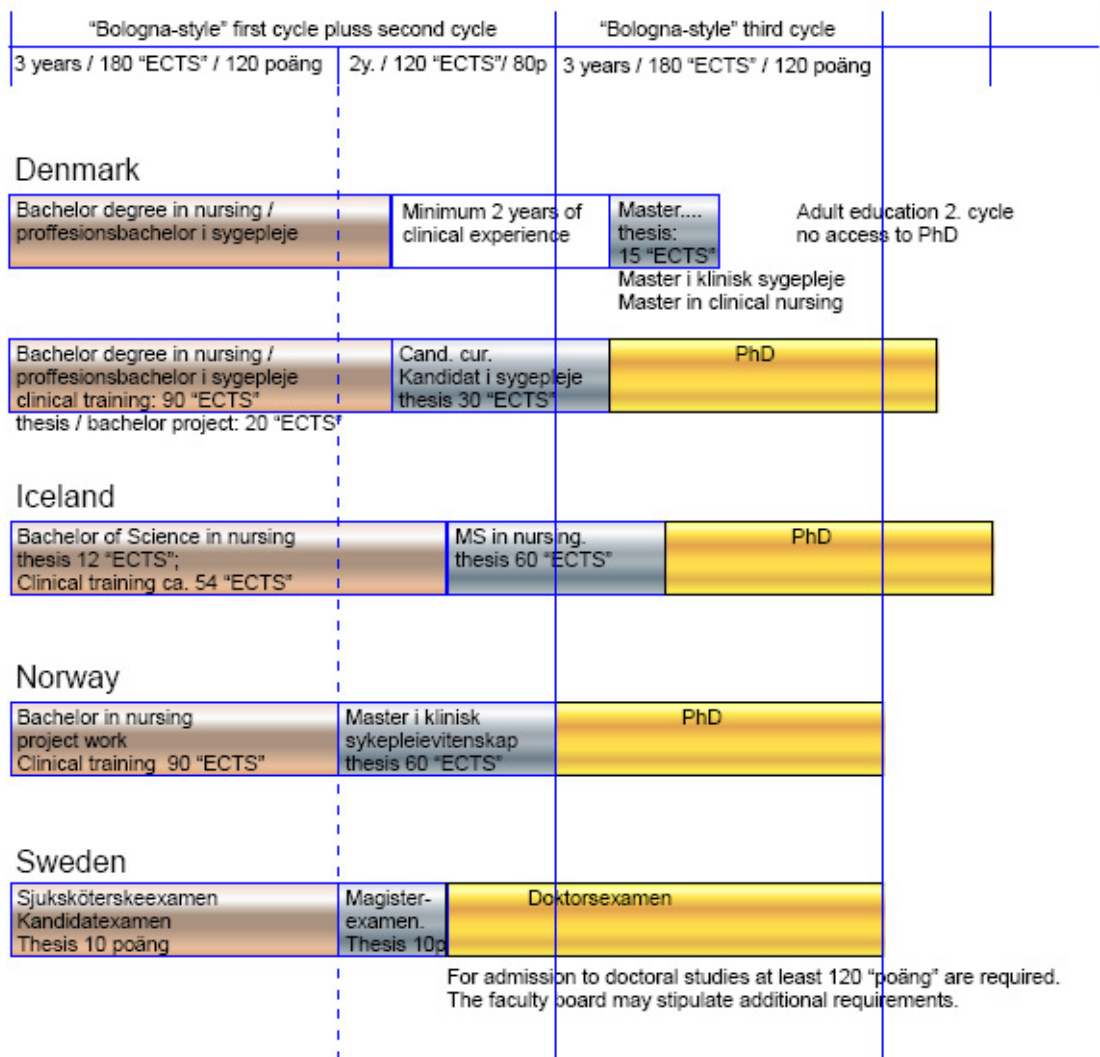 “Bologna-style” first cycle pluss second cycle
“Bologna-style” third cycle
3 years / 180 “ECTS” / 120 poäng
2y. / 120 “ECTS”/ 80p
3 years / 180 “ECTS” / 120 poäng
Denmark
Bachelor degree in nursing /
proffesionsbachelor i sygepleje
Minimum 2 years of
clinical experience
Master....
thesis:
15 “ECTS”
Adult education 2. cycle
no access to PhD
Master i klinisk sygepleje
Master in clinical nursing
Bachelor degree in nursing /
proffesionsbachelor i sygepleje
clinical training: 90 “ECTS”
thesis / bachelor project: 20 “ECTS”
Cand. cur.
Kandidat i sygepleje
thesis 30 “ECTS”
PhD
Iceland
Bachelor of Science in nursing
thesis 12 “ECTS”;
Clinical training ca. 54 “ECTS”
MS in nursing.
thesis 60 “ECTS”
PhD
Norway
Bachelor in nursing
project work
Clinical training 90 “ECTS”
Master i klinisk
sykepleievitenskap
thesis 60 “ECTS”
PhD
Sweden
Sjuksköterskeexamen
Kandidatexamen
Thesis 10 poäng
Magister-
examen.
Thesis 10p
Doktorsexamen
For admission to doctoral studies at least 120 “poäng” are required.
The faculty board may stipulate additional requirements.